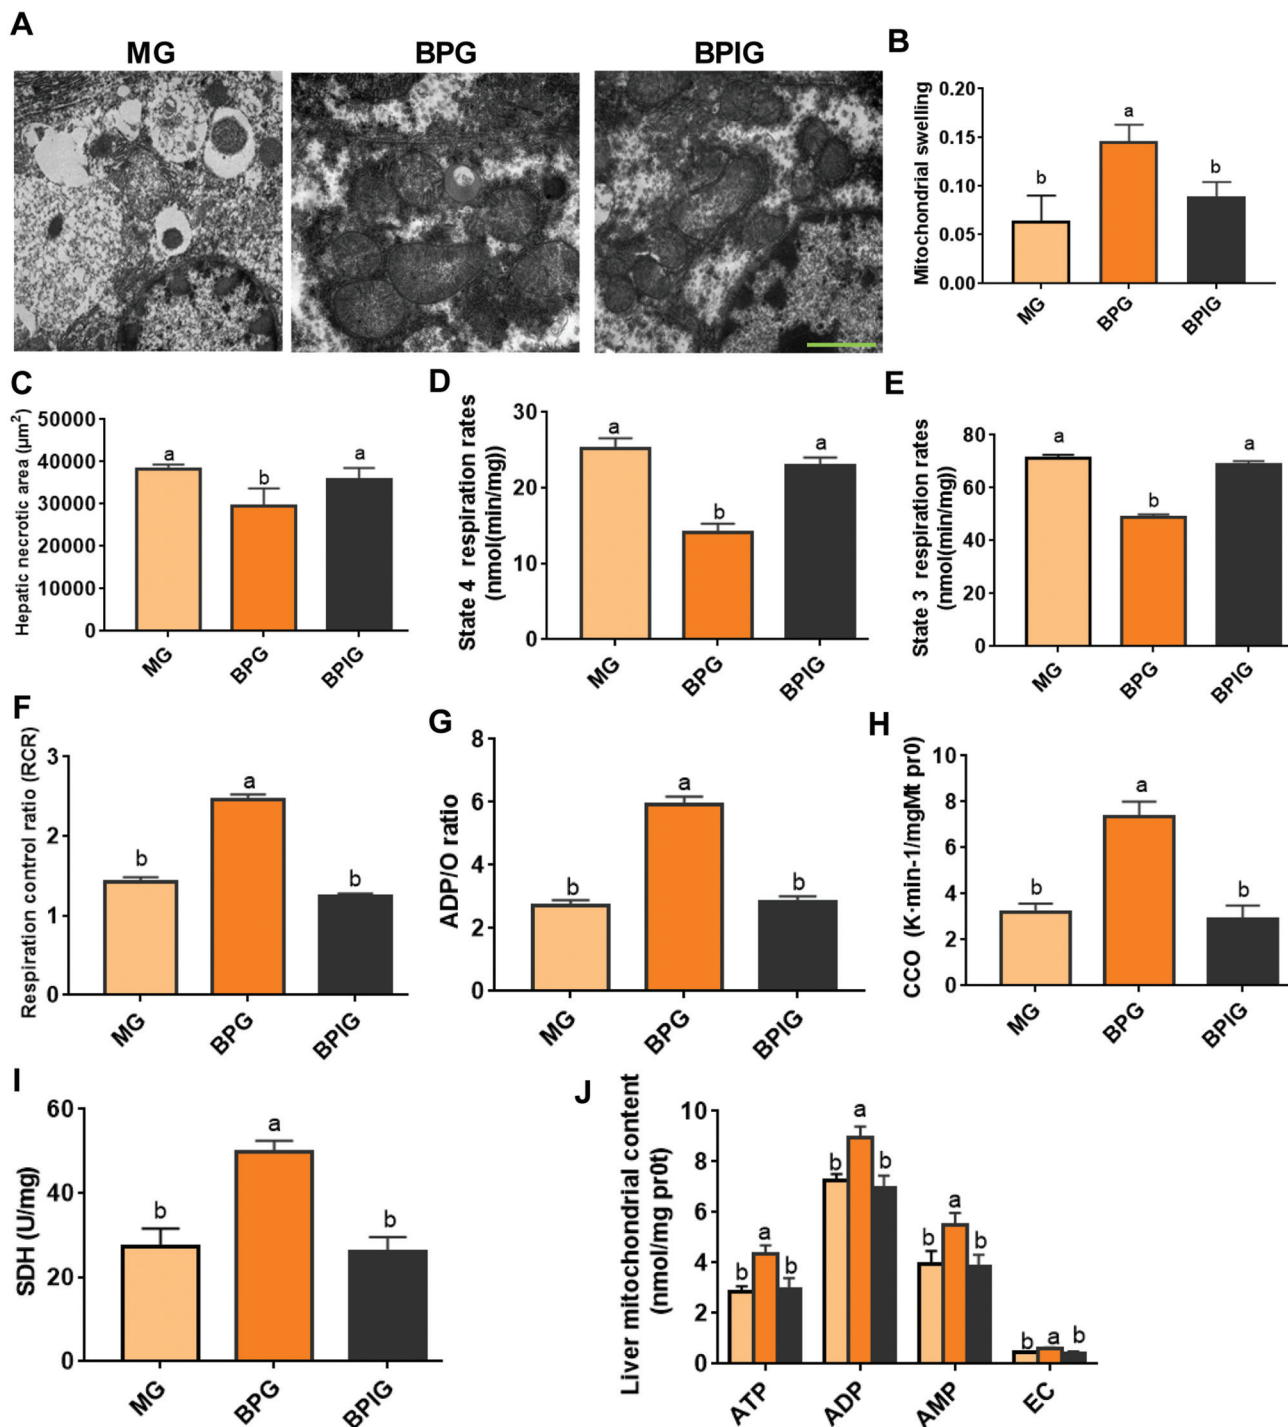 A
MG
BPG
BPIG
B
Mitochondrial swelling
0.20
0.15
0.10
0.05
0.00
b
a
b
MG
BPG
BPIG
C
Hepatic necrotic area (μm²)
50000
40000
30000
20000
10000
0
a
b
a
MG
BPG
BPIG
D
State 4 respiration rates
(nmol(min/mg))
30
20
10
0
a
b
a
MG
BPG
BPIG
E
State 3 respiration rates
(nmol(min/mg))
80
60
40
20
0
a
b
a
MG
BPG
BPIG
F
Respiration control ratio (RCR)
3
2
1
0
b
a
b
MG
BPG
BPIG
G
ADP/O ratio
8
6
4
2
0
b
a
b
MG
BPG
BPIG
H
CCO (K-min-1/mgMt pr0)
10
8
6
4
2
0
b
a
b
MG
BPG
BPIG
I
SDH (U/mg)
60
40
20
0
b
a
b
MG
BPG
BPIG
J
Liver mitochondrial content
(nmol/mg pr0t)
10
8
6
4
2
0
b
a
b
b
a
b
b
a
b
b
a
b
ATP
ADP
AMP
EC